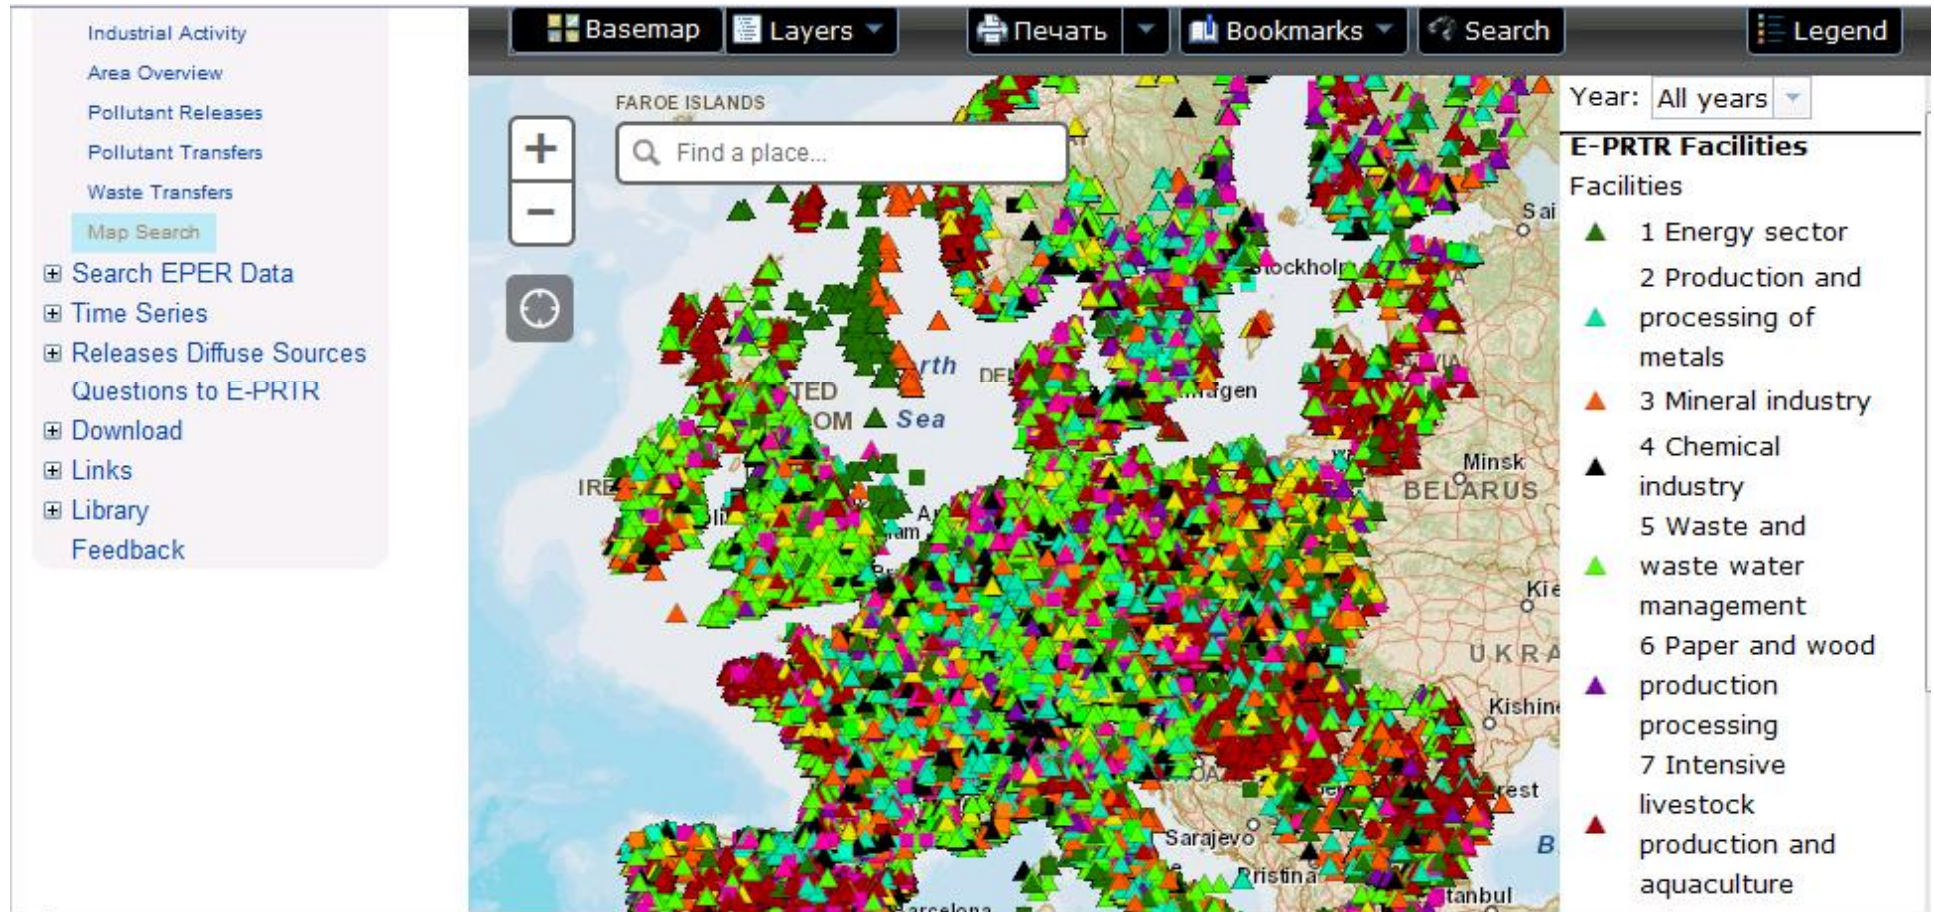 Industrial Activity
Area Overview
Pollutant Releases
Pollutant Transfers
Waste Transfers
Map Search
Search EPER Data
Time Series
Releases Diffuse Sources
Questions to E-PRTR
Download
Links
Library
Feedback
Basemap
Layers
Печать
Bookmarks
Search
Legend
FAROE ISLANDS
Find a place...
Sea
Minsk
BELARUS
Sarajevo
Pristina
Barcelona
Year: All years
E-PRTR Facilities
Facilities
1 Energy sector
2 Production and
processing of
metals
3 Mineral industry
4 Chemical
industry
5 Waste and
waste water
management
6 Paper and wood
production
processing
7 Intensive
livestock
production and
aquaculture